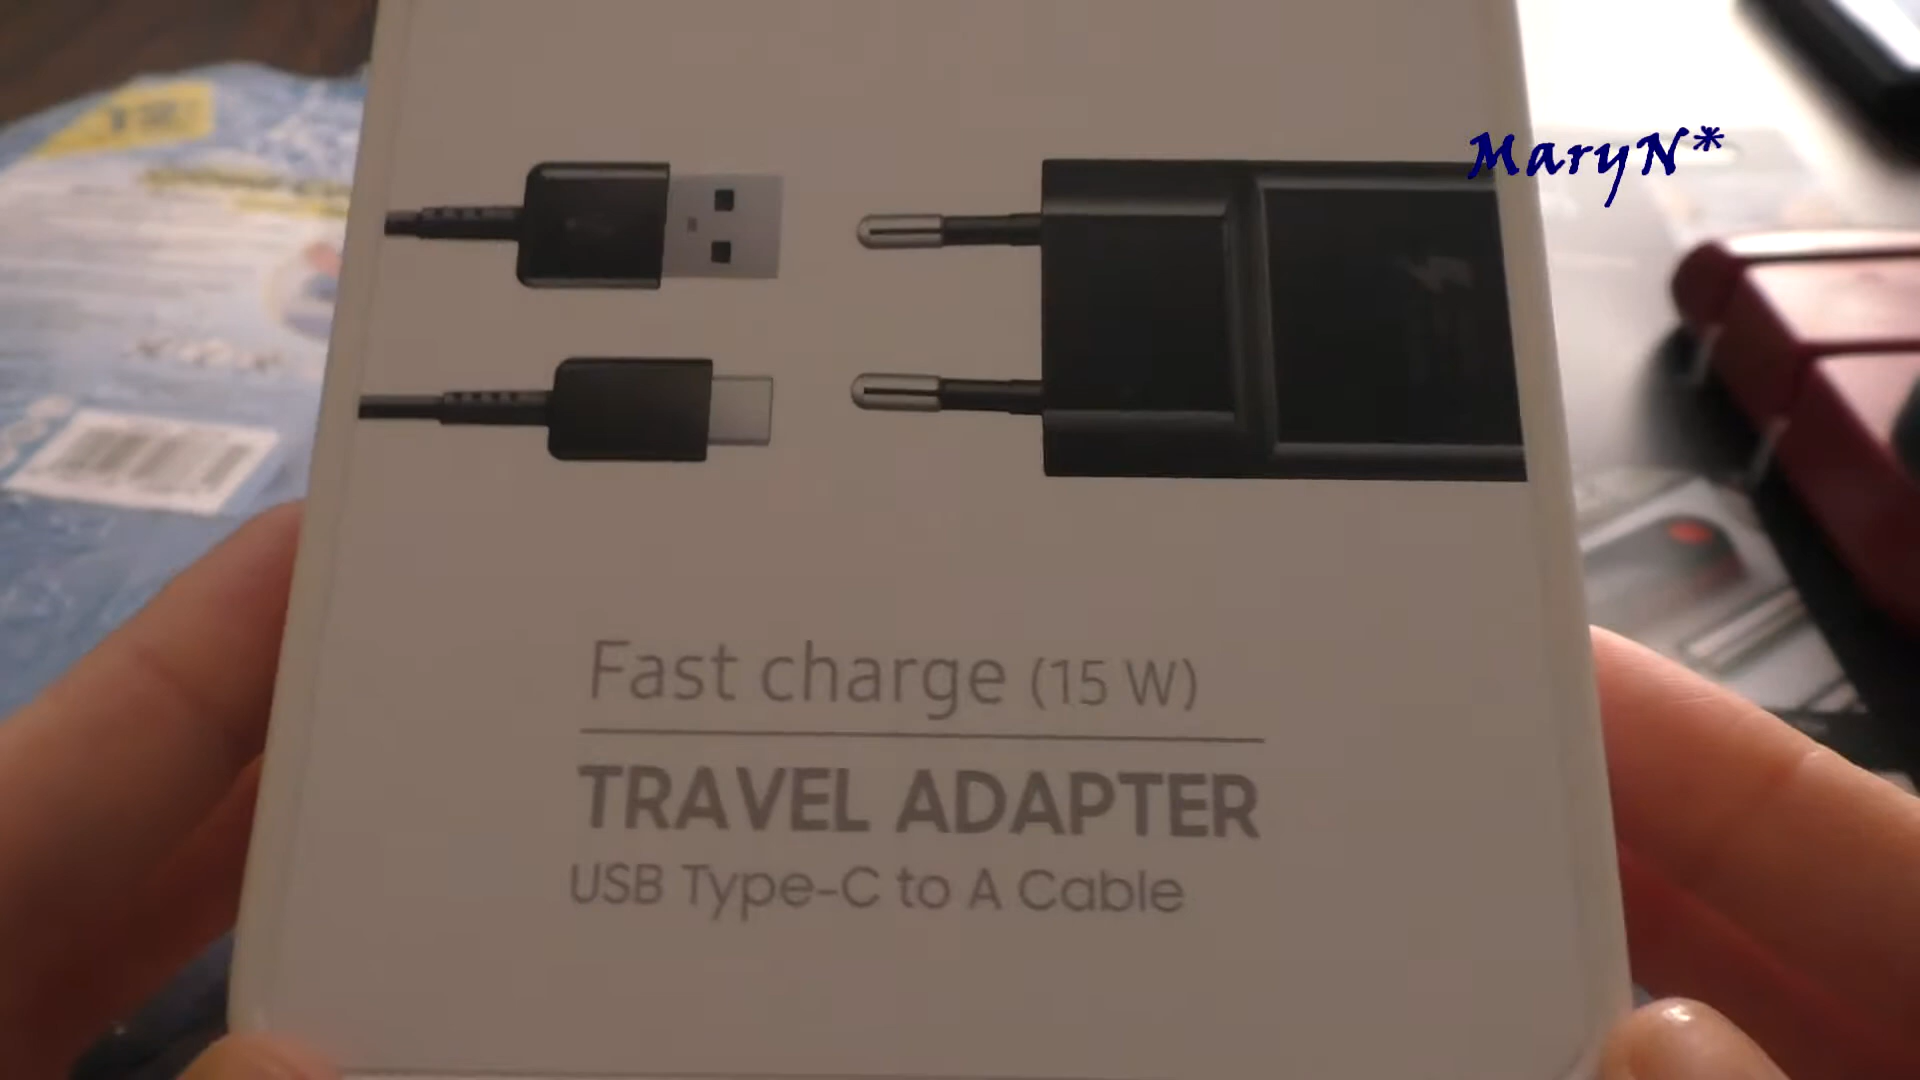 MaryN*
Fast charge (15 W)
TRAVEL ADAPTER
USB Type-C to A Cable